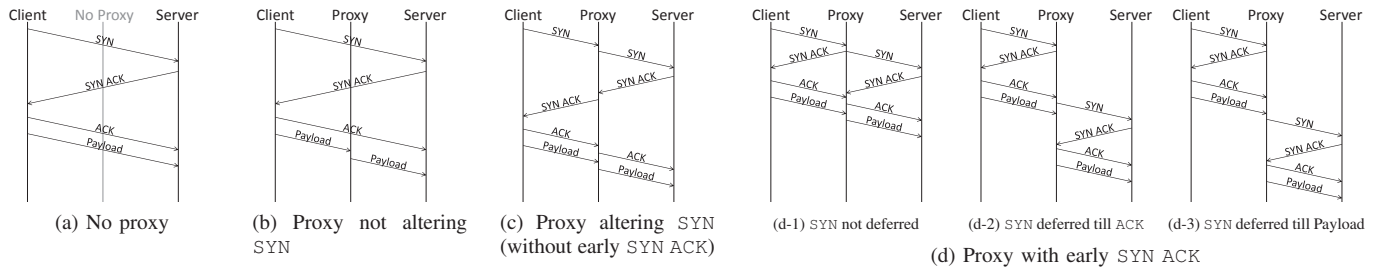 Client No Proxy Server
SYN
SYN ACK
ACK
Payload
(a) No proxy
Client Proxy Server
SYN
SYN ACK
ACK
Payload
Payload
(b) Proxy not altering
SYN
Client Proxy Server
SYN
SYN
SYN ACK
SYN ACK
ACK
Payload
ACK
Payload
(c) Proxy altering SYN
(without early SYN ACK)
Client Proxy Server
SYN
SYN ACK
SYN
SYN ACK
ACK
Payload
ACK
Payload
(d-1) SYN not deferred
Client Proxy Server
SYN
SYN ACK
ACK
Payload
SYN
SYN ACK
ACK
Payload
(d-2) SYN deferred till ACK
Client Proxy Server
SYN
SYN ACK
ACK
Payload
SYN
SYN ACK
ACK
Payload
(d-3) SYN deferred till Payload
(d) Proxy with early SYN ACK